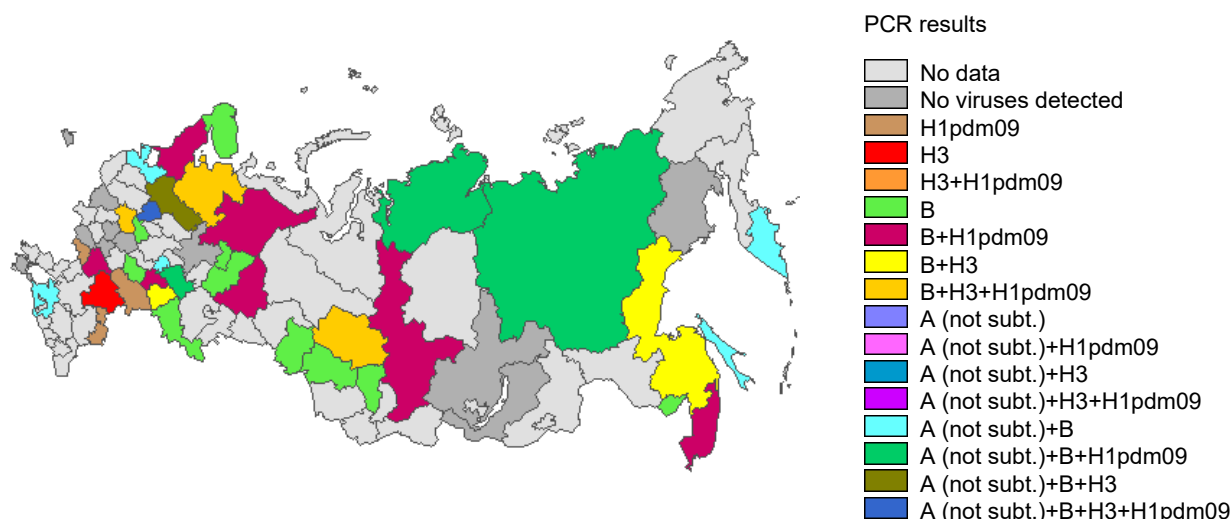 PCR results
No data
No viruses detected
H1pdm09
H3
H3+H1pdm09
B
B+H1pdm09
B+H3
B+H3+H1pdm09
A (not subt.)
A (not subt.)+H1pdm09
A (not subt.)+H3
A (not subt.)+H3+H1pdm09
A (not subt.)+B
A (not subt.)+B+H1pdm09
A (not subt.)+B+H3
A (not subt.)+B+H3+H1pdm09